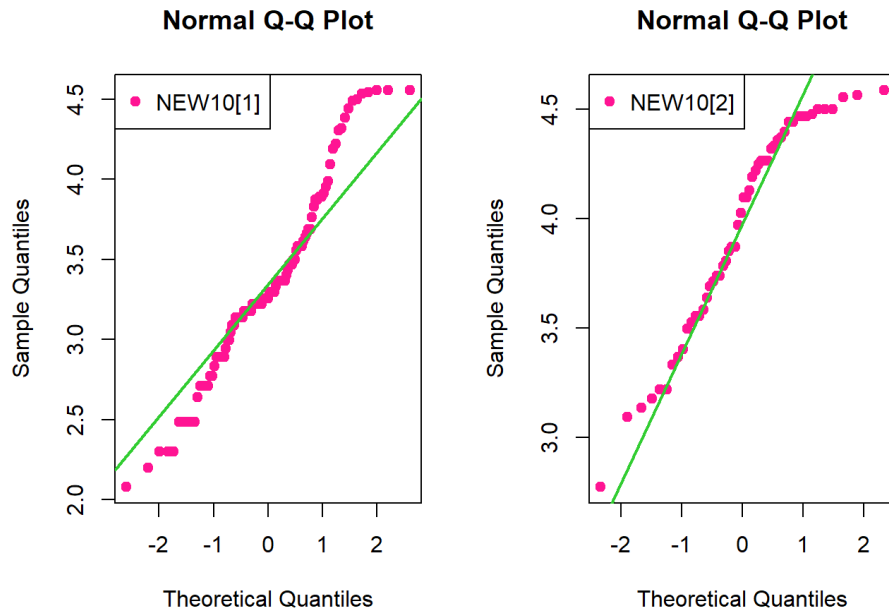 Normal Q-Q Plot
NEW10[1]
4.5
4.0
3.5
3.0
2.5
2.0
Sample Quantiles
-2
-1
0
1
2
Theoretical Quantiles
Normal Q-Q Plot
NEW10[2]
4.5
4.0
3.5
3.0
Sample Quantiles
-2
-1
0
1
2
Theoretical Quantiles